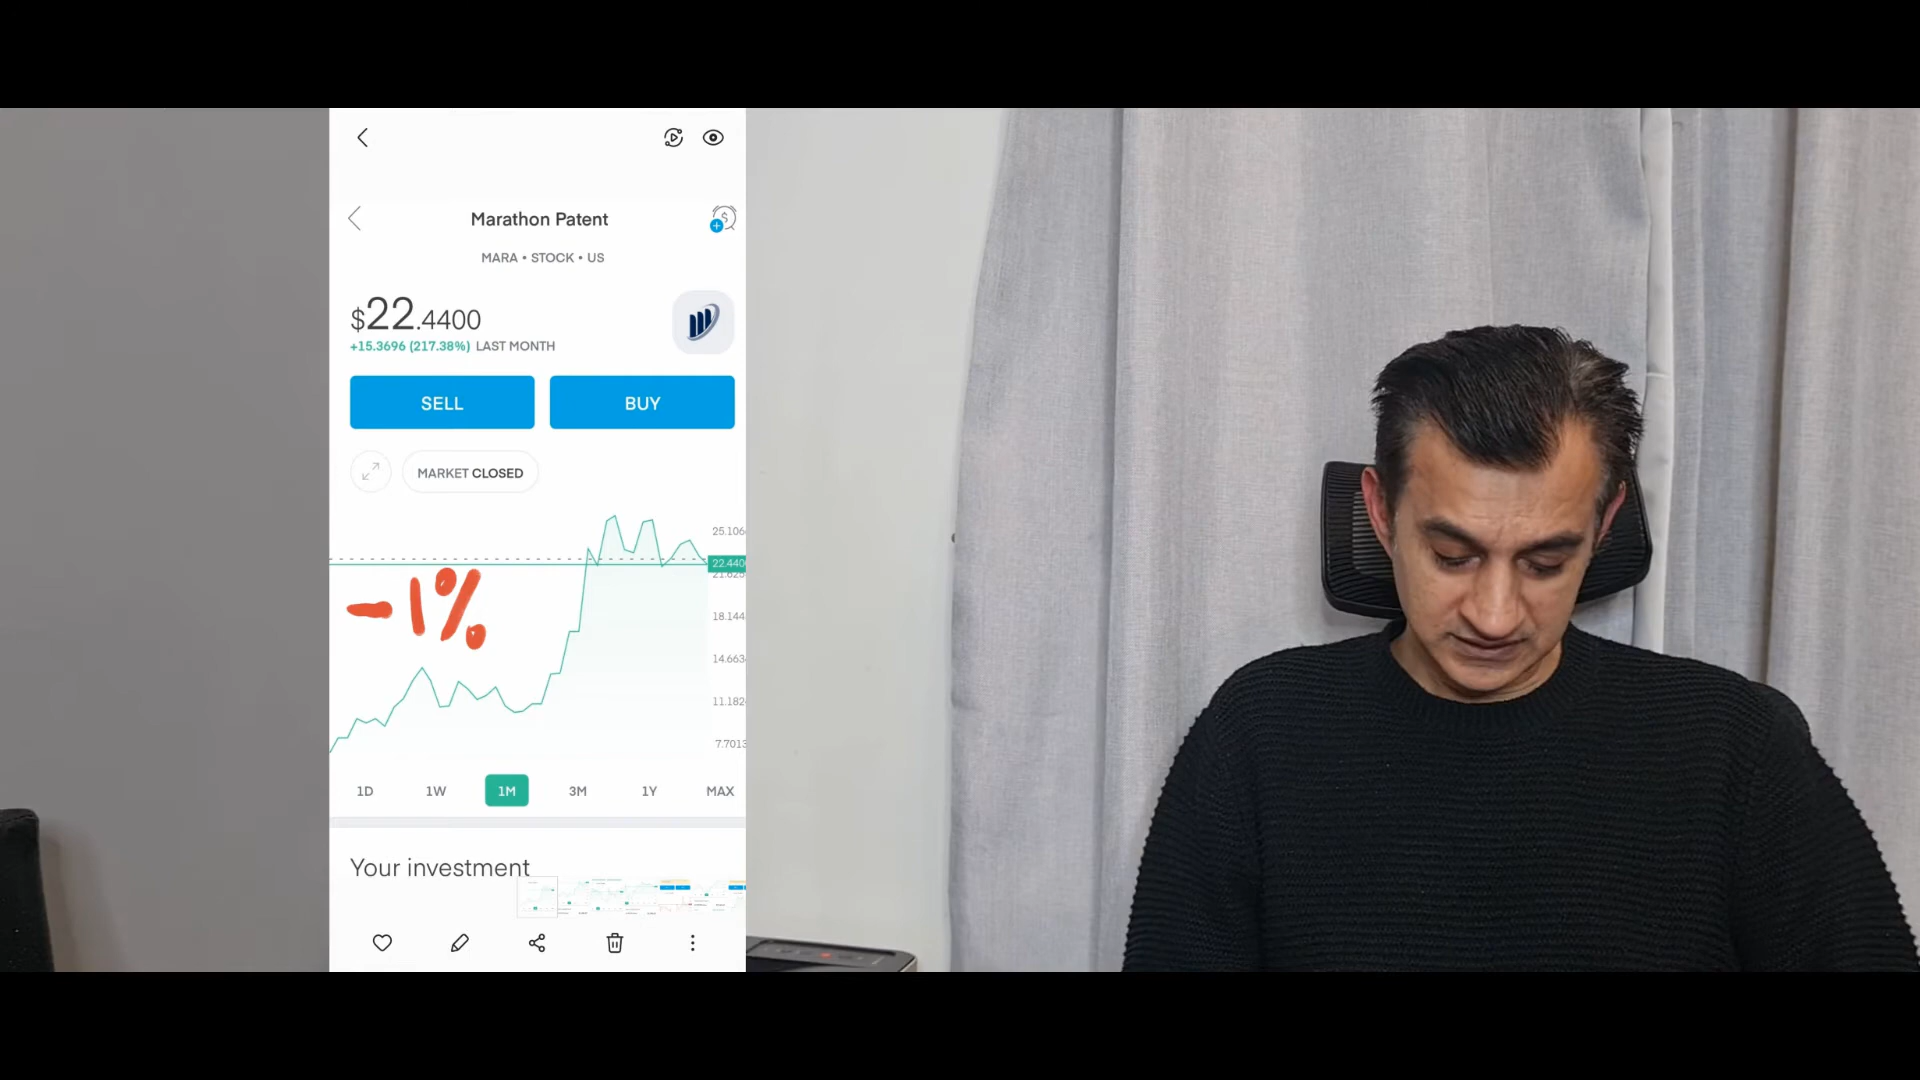 Marathon Patent
MARA • STOCK • US
$22.4400
+15.3696 (217.38%) LAST MONTH
SELL BUY
MARKET CLOSED
25.106
22.440
18.144
-1%
14.663
11.182
7.7013
1D 1W 1M 3M 1Y MAX
Your investment